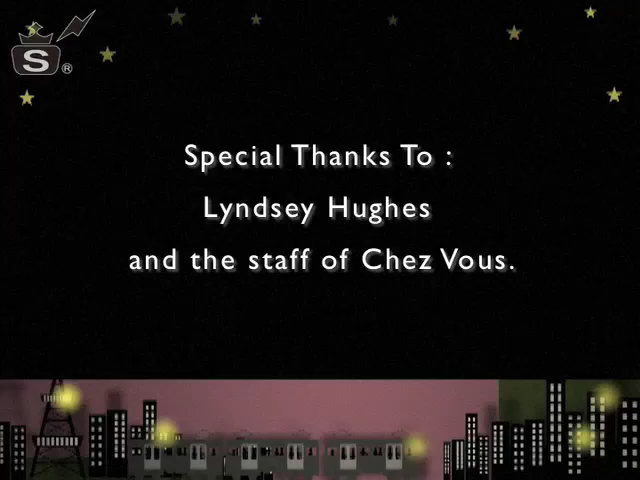 S ®
Special Thanks To :
Lyndsey Hughes
and the staff of Chez Vous.